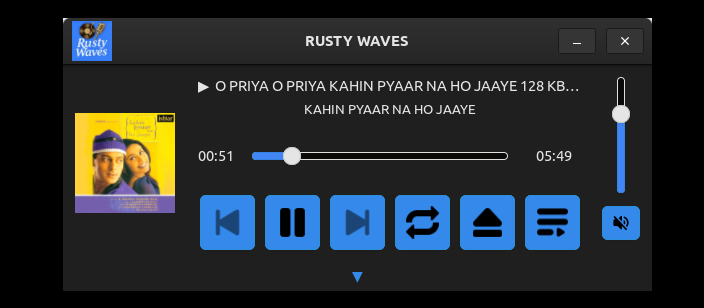 Rusty
Waves
RUSTY WAVES
▶ O PRIYA O PRIYA KAHIN PYAAR NA HO JAAYE 128 KB...
KAHIN PYAAR NA HO JAAYE
ishtar
00:51
05:49